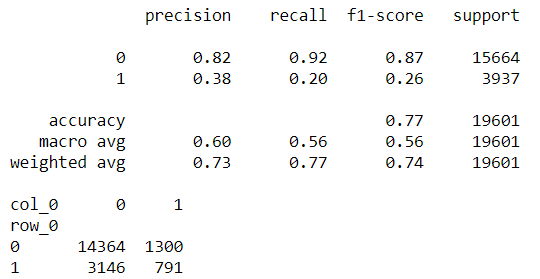 precision recall f1-score support
0 0.82 0.92 0.87 15664
1 0.38 0.20 0.26 3937
accuracy 0.77 19601
macro avg 0.60 0.56 0.56 19601
weighted avg 0.73 0.77 0.74 19601
col_0 0 1
row_0
0 14364 1300
1 3146 791